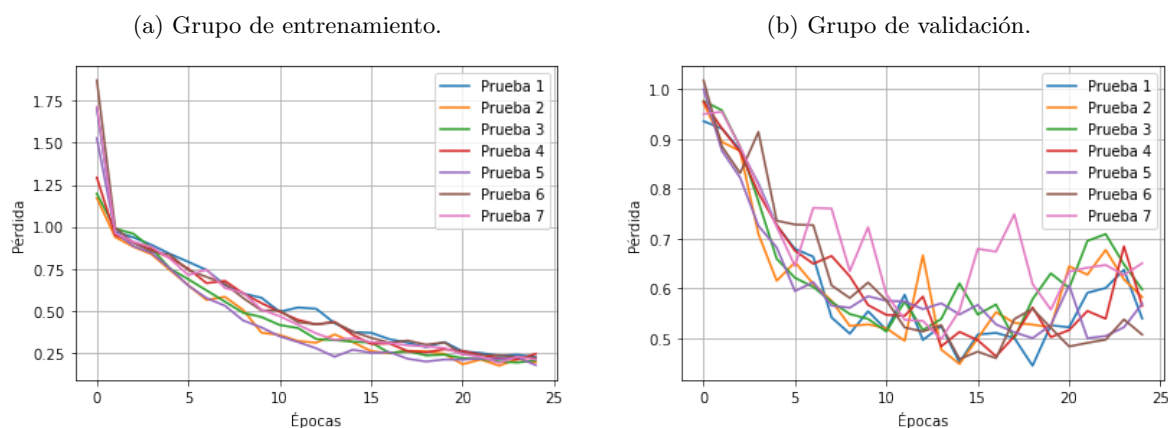 (a) Grupo de entrenamiento.
1.75
1.50
1.25
1.00
0.75
0.50
0.25
Pérdida
0
5
10
15
20
25
Épocas
Prueba 1
Prueba 2
Prueba 3
Prueba 4
Prueba 5
Prueba 6
Prueba 7
(b) Grupo de validación.
1.0
0.9
0.8
0.7
0.6
0.5
Pérdida
0
5
10
15
20
25
Épocas
Prueba 1
Prueba 2
Prueba 3
Prueba 4
Prueba 5
Prueba 6
Prueba 7